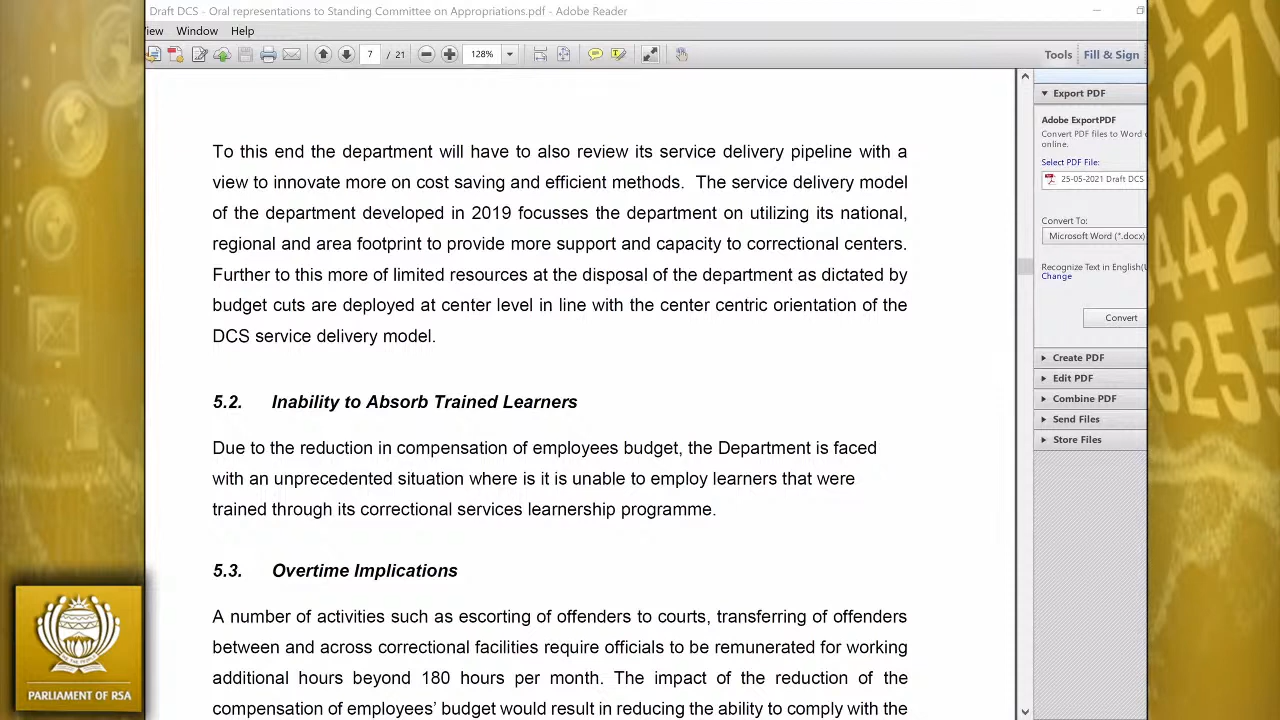 Draft DCS - Oral representations to Standing Committee on Appropriations.pdf - Adobe Reader
View Window Help
7 / 21 128% Tools Fill & Sign
To this end the department will have to also review its service delivery pipeline with a
view to innovate more on cost saving and efficient methods. The service delivery model
of the department developed in 2019 focusses the department on utilizing its national,
regional and area footprint to provide more support and capacity to correctional centers.
Further to this more of limited resources at the disposal of the department as dictated by
budget cuts are deployed at center level in line with the center centric orientation of the
DCS service delivery model.
5.2. Inability to Absorb Trained Learners
Due to the reduction in compensation of employees budget, the Department is faced
with an unprecedented situation where is it is unable to employ learners that were
trained through its correctional services learnership programme.
5.3. Overtime Implications
A number of activities such as escorting of offenders to courts, transferring of offenders
between and across correctional facilities require officials to be remunerated for working
additional hours beyond 180 hours per month. The impact of the reduction of the
compensation of employees' budget would result in reducing the ability to comply with the
Export PDF
Adobe ExportPDF
Convert PDF files to Word
online.
Select PDF File:
25-05-2021 Draft DCS
Convert To:
Microsoft Word (*.docx)
Recognize Text in English(
Change
Convert
Create PDF
Edit PDF
Combine PDF
Send Files
Store Files
PARLIAMENT OF RSA
427
442
6255